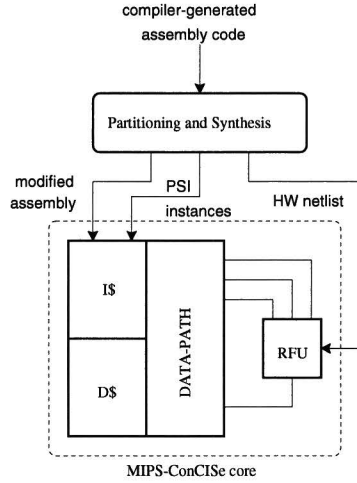 compiler-generated
assembly code
Partitioning and Synthesis
modified
assembly
PSI
instances
HW netlist
I$
D$
DATA-PATH
RFU
MIPS-ConCISe core